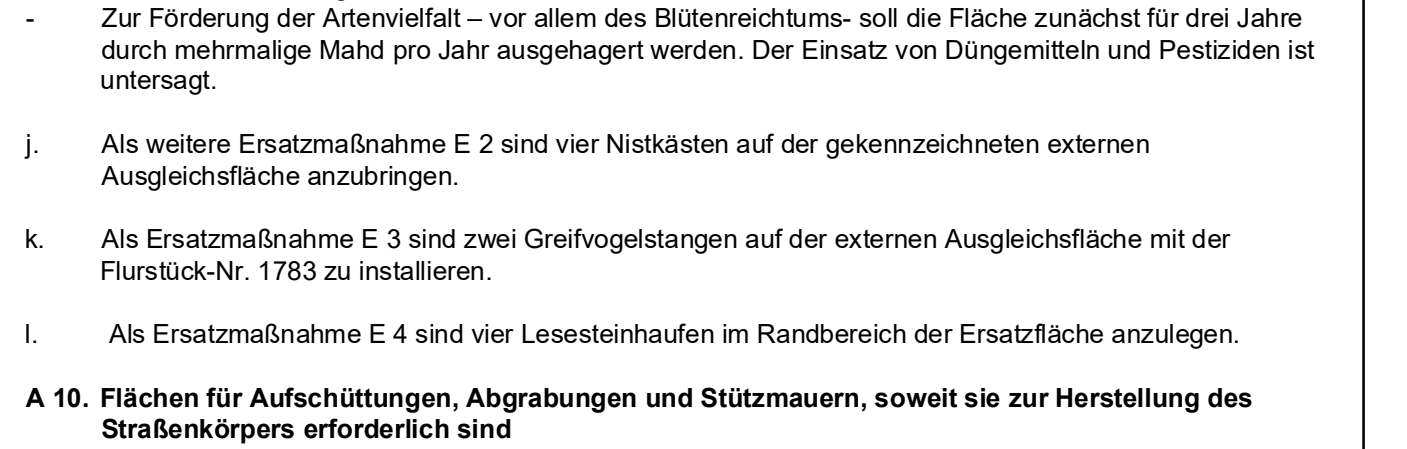 - Zur Förderung der Artenvielfalt – vor allem des Blütenreichtums- soll die Fläche zunächst für drei Jahre
durch mehrmalige Mahd pro Jahr ausgehagert werden. Der Einsatz von Düngemitteln und Pestiziden ist
untersagt.
j. Als weitere Ersatzmaßnahme E 2 sind vier Nistkästen auf der gekennzeichneten externen
Ausgleichsfläche anzubringen.
k. Als Ersatzmaßnahme E 3 sind zwei Greifvogelstangen auf der externen Ausgleichsfläche mit der
Flurstück-Nr. 1783 zu installieren.
l. Als Ersatzmaßnahme E 4 sind vier Lesesteinhaufen im Randbereich der Ersatzfläche anzulegen.
A 10. Flächen für Aufschüttungen, Abgrabungen und Stützmauern, soweit sie zur Herstellung des
Straßenkörpers erforderlich sind